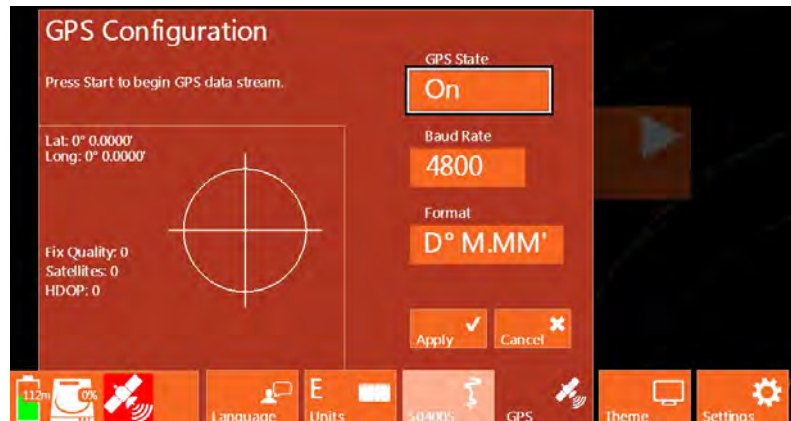 GPS Configuration
Press Start to begin GPS data stream.
GPS State
On
Baud Rate
4800
Format
D° M.MM'
Lat: 0° 0.0000'
Long: 0° 0.0000'
Fix Quality: 0
Satellites: 0
HDOP: 0
Apply
Cancel
112m
0%
Language
E
Units
50400S
GPS
Theme
Settings